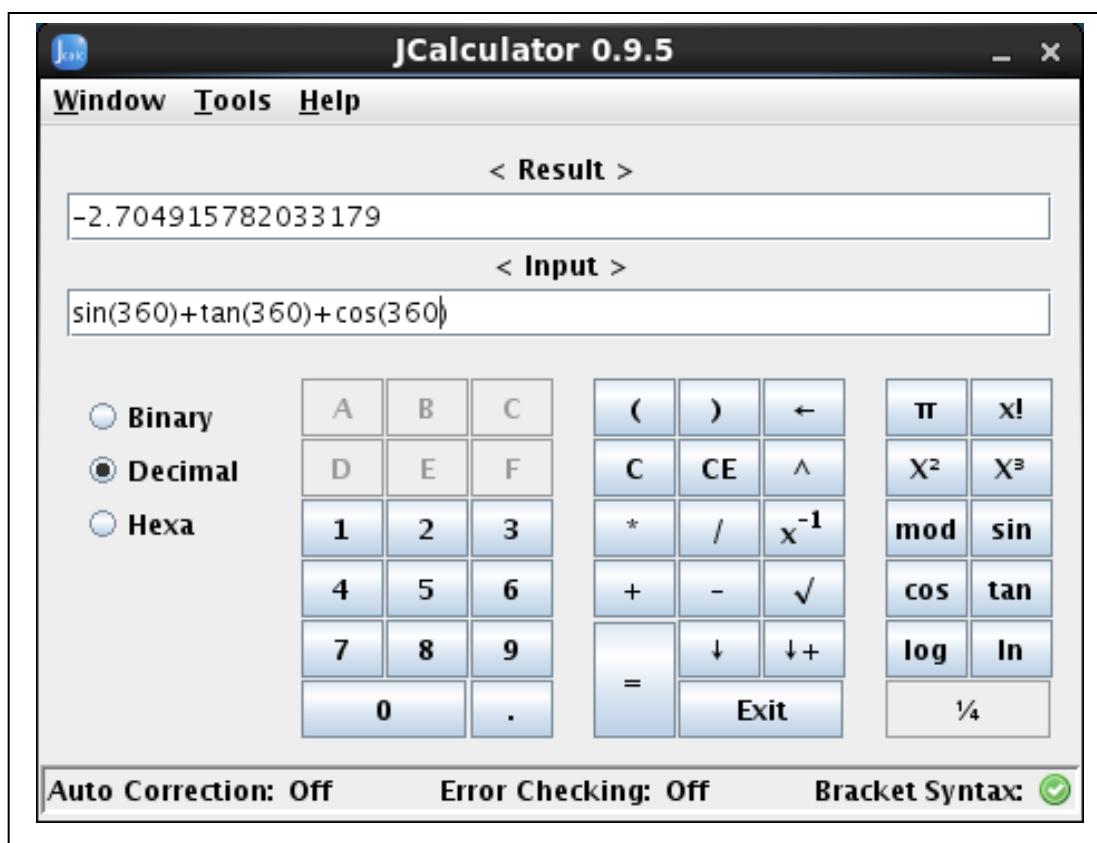 Jcalc
JCalculator 0.9.5
Window Tools Help
< Result >
-2.704915782033179
< Input >
sin(360)+tan(360)+cos(360)
Binary
Decimal
Hexa
A B C ( ) ← π x!
D E F C CE ^ X² X³
1 2 3 * / x⁻¹ mod sin
4 5 6 + - √ cos tan
7 8 9 = ↓ ↓+ log ln
0 . Exit ¼
Auto Correction: Off Error Checking: Off Bracket Syntax: